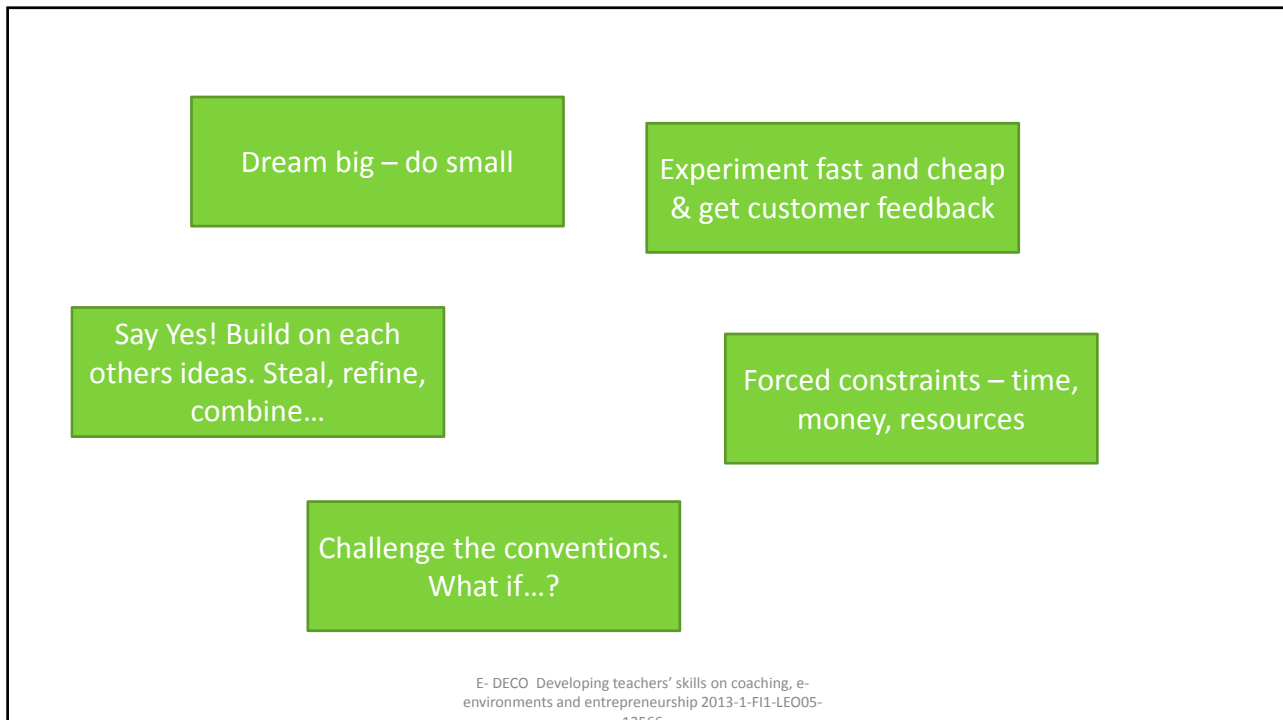 Dream big – do small
Experiment fast and cheap
& get customer feedback
Say Yes! Build on each
others ideas. Steal, refine,
combine…
Forced constraints – time,
money, resources
Challenge the conventions.
What if…?
E- DECO  Developing teachers’ skills on coaching, e-
environments and entrepreneurship 2013-1-FI1-LEO05-